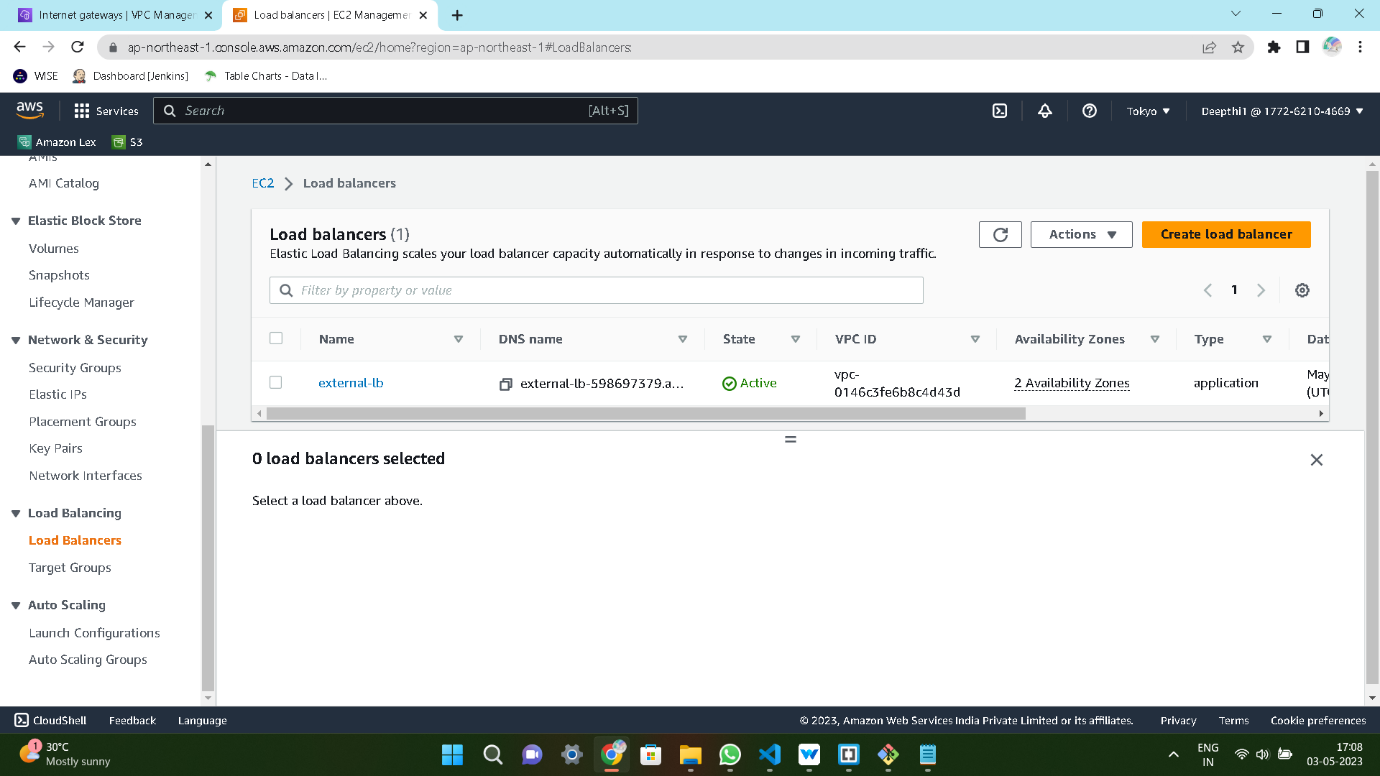 Internet gateways | VPC Manager
Load balancers | EC2 Managemen
ap-northeast-1.console.aws.amazon.com/ec2/home?region=ap-northeast-1#LoadBalancers:
WISE
Dashboard [Jenkins]
Table Charts - Data I...
aws
Services
Search
[Alt+S]
Tokyo
Deepthi1 @ 1772-6210-4669
Amazon Lex
S3
AMIs
AMI Catalog
Elastic Block Store
Volumes
Snapshots
Lifecycle Manager
Network & Security
Security Groups
Elastic IPs
Placement Groups
Key Pairs
Network Interfaces
Load Balancing
Load Balancers
Target Groups
Auto Scaling
Launch Configurations
Auto Scaling Groups
EC2 Load balancers
Load balancers (1)
Elastic Load Balancing scales your load balancer capacity automatically in response to changes in incoming traffic.
Actions
Create load balancer
Filter by property or value
1
Name DNS name State VPC ID Availability Zones Type Dat
external-lb external-lb-598697379.a... Active vpc-0146c3fe6b8c4d43d 2 Availability Zones application May (UTC
0 load balancers selected
Select a load balancer above.
CloudShell Feedback Language
© 2023, Amazon Web Services India Private Limited or its affiliates. Privacy Terms Cookie preferences
1
30°C
Mostly sunny
ENG
IN
17:08
03-05-2023